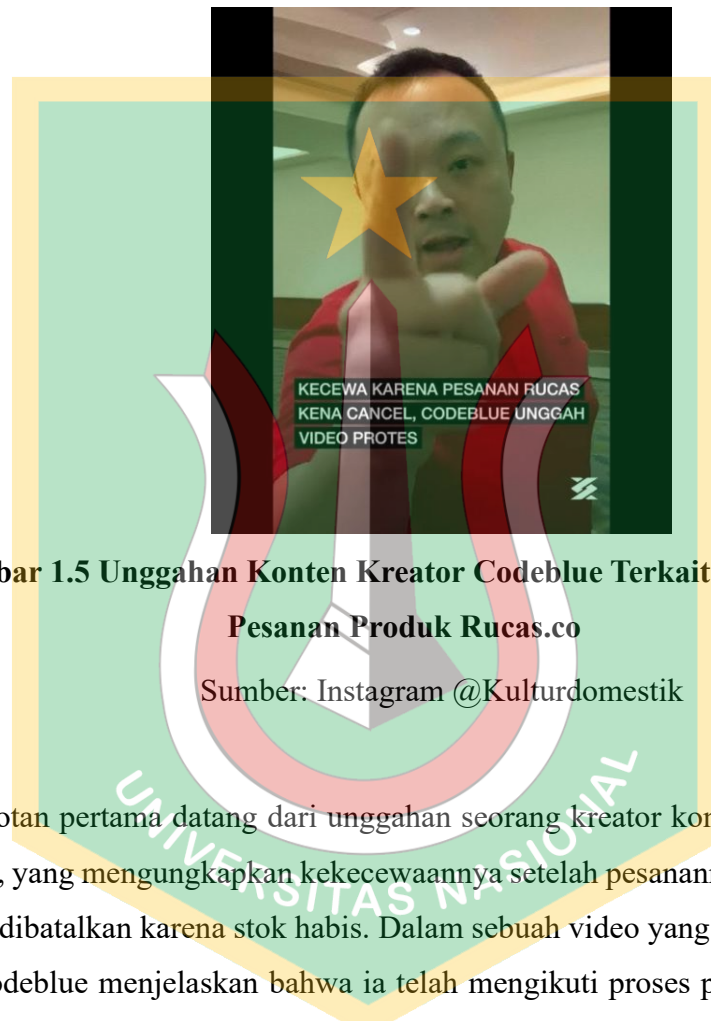 KECEWA KARENA PESANAN RUCAS
KENA CANCEL, CODEBLUE UNGGAH
VIDEO PROTES
bar 1.5 Unggahan Konten Kreator Codeblue Terkait
Pesanan Produk Rucas.co
Sumber: Instagram @Kulturdomestik
otan pertama datang dari unggahan seorang kreator kon
, yang mengungkapkan kekecewaannya setelah pesanan
dibatalkan karena stok habis. Dalam sebuah video yang
odeblue menjelaskan bahwa ia telah mengikuti proses p
UNIVERSITAS NASIONAL